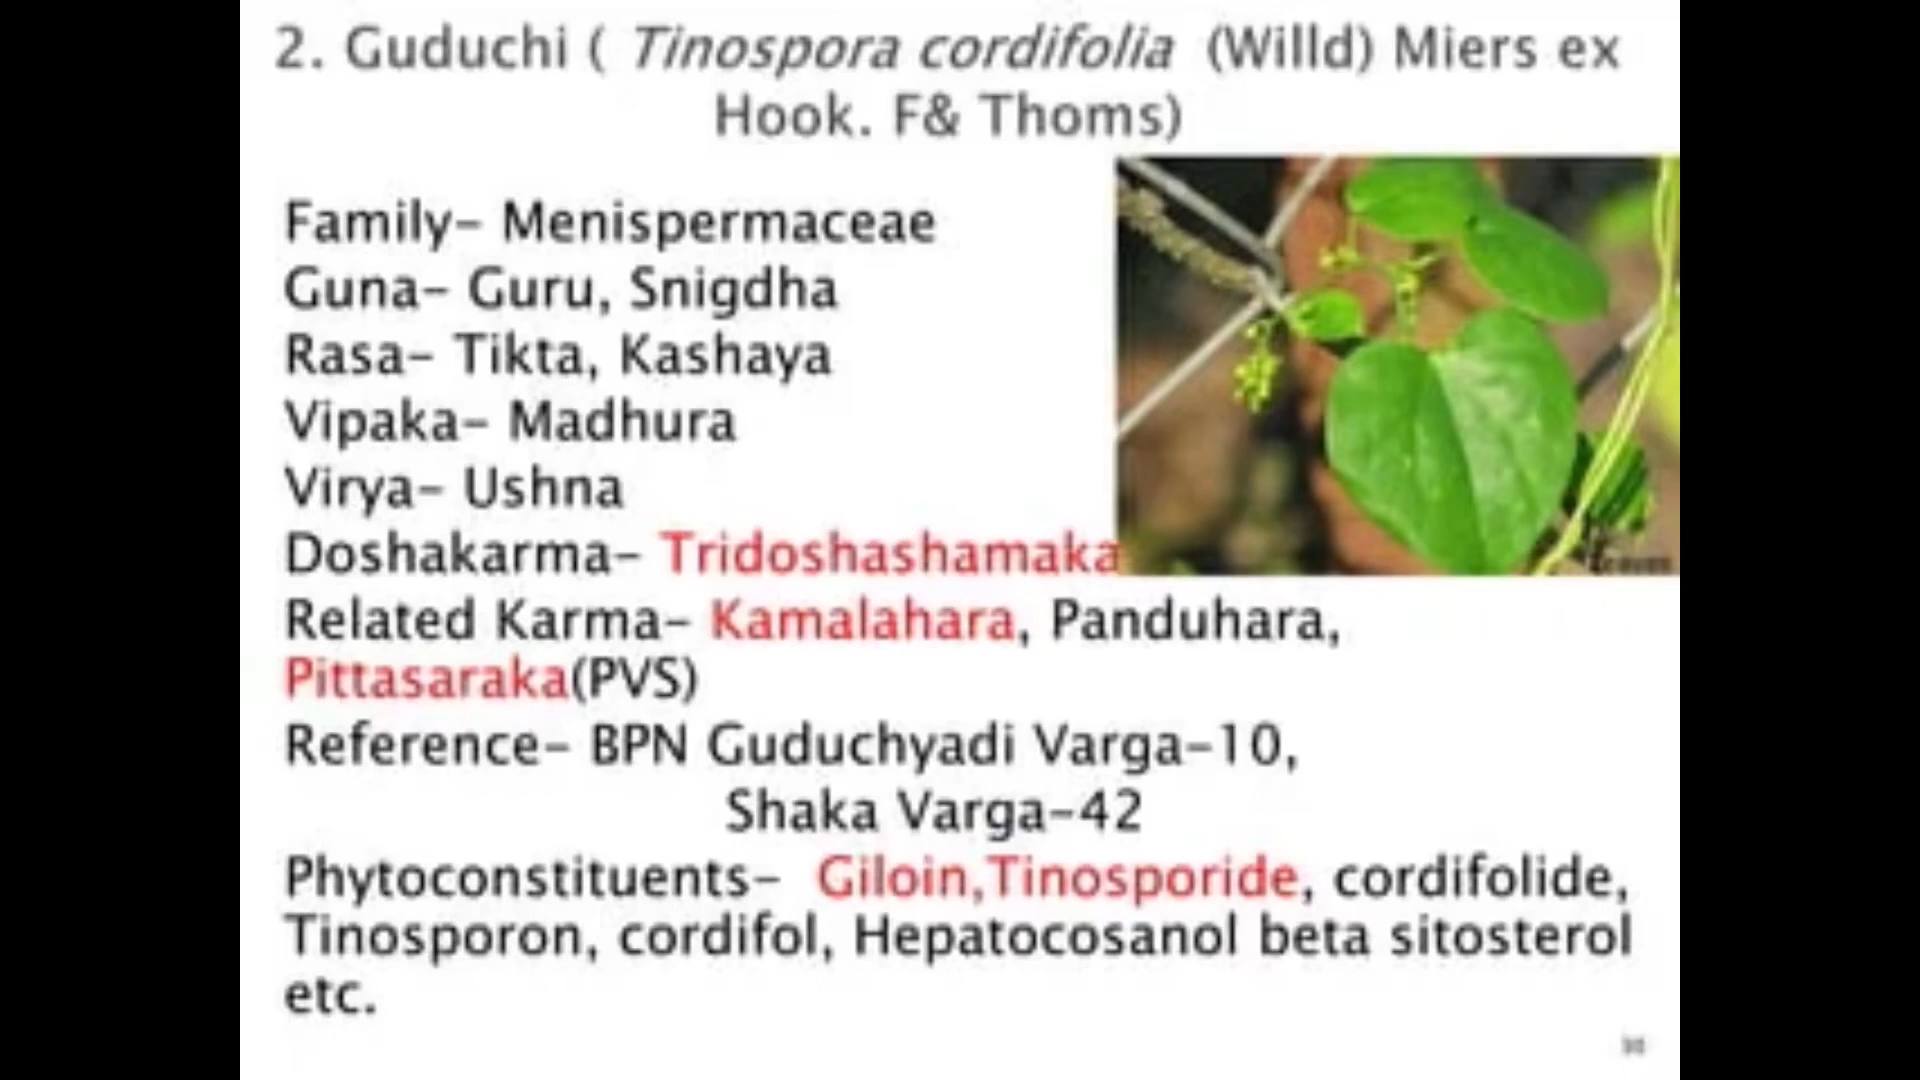 2. Guduchi ( Tinospora cordifolia (Willd) Miers ex
Hook. F& Thoms)
Family- Menispermaceae
Guna- Guru, Snigdha
Rasa- Tikta, Kashaya
Vipaka- Madhura
Virya- Ushna
Doshakarma- Tridoshashamaka
Related Karma- Kamalahara, Panduhara,
Pittasaraka(PVS)
Reference- BPN Guduchyadi Varga-10,
Shaka Varga-42
Phytoconstituents- Giloin,Tinosporide, cordifolide,
Tinosporon, cordifol, Hepatocosanol beta sitosterol
etc.